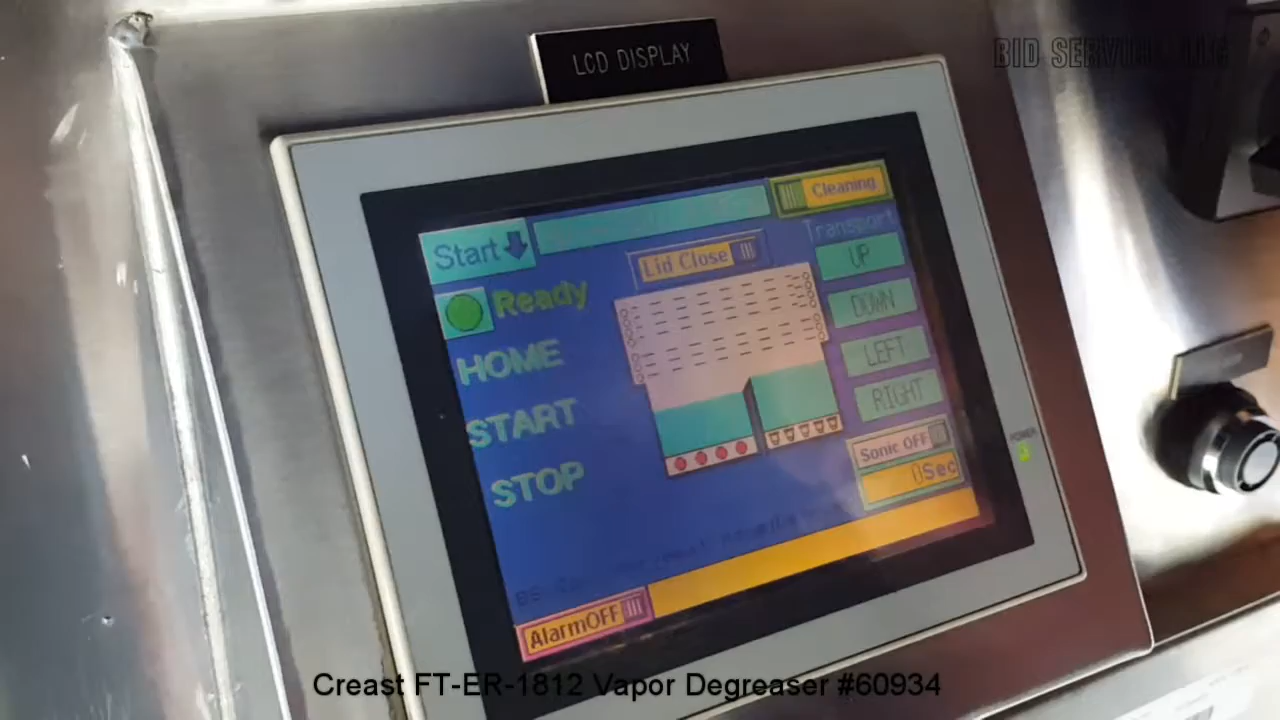 LCD DISPLAY
BID SERVICE, LLC
Start
Cleaning
Transport
Lid Close
UP
Ready
DOWN
HOME
LEFT
START
RIGHT
Sonic OFF
STOP
0Sec
AlarmOFF
POWER
Creast FT-ER-1812 Vapor Degreaser #60934